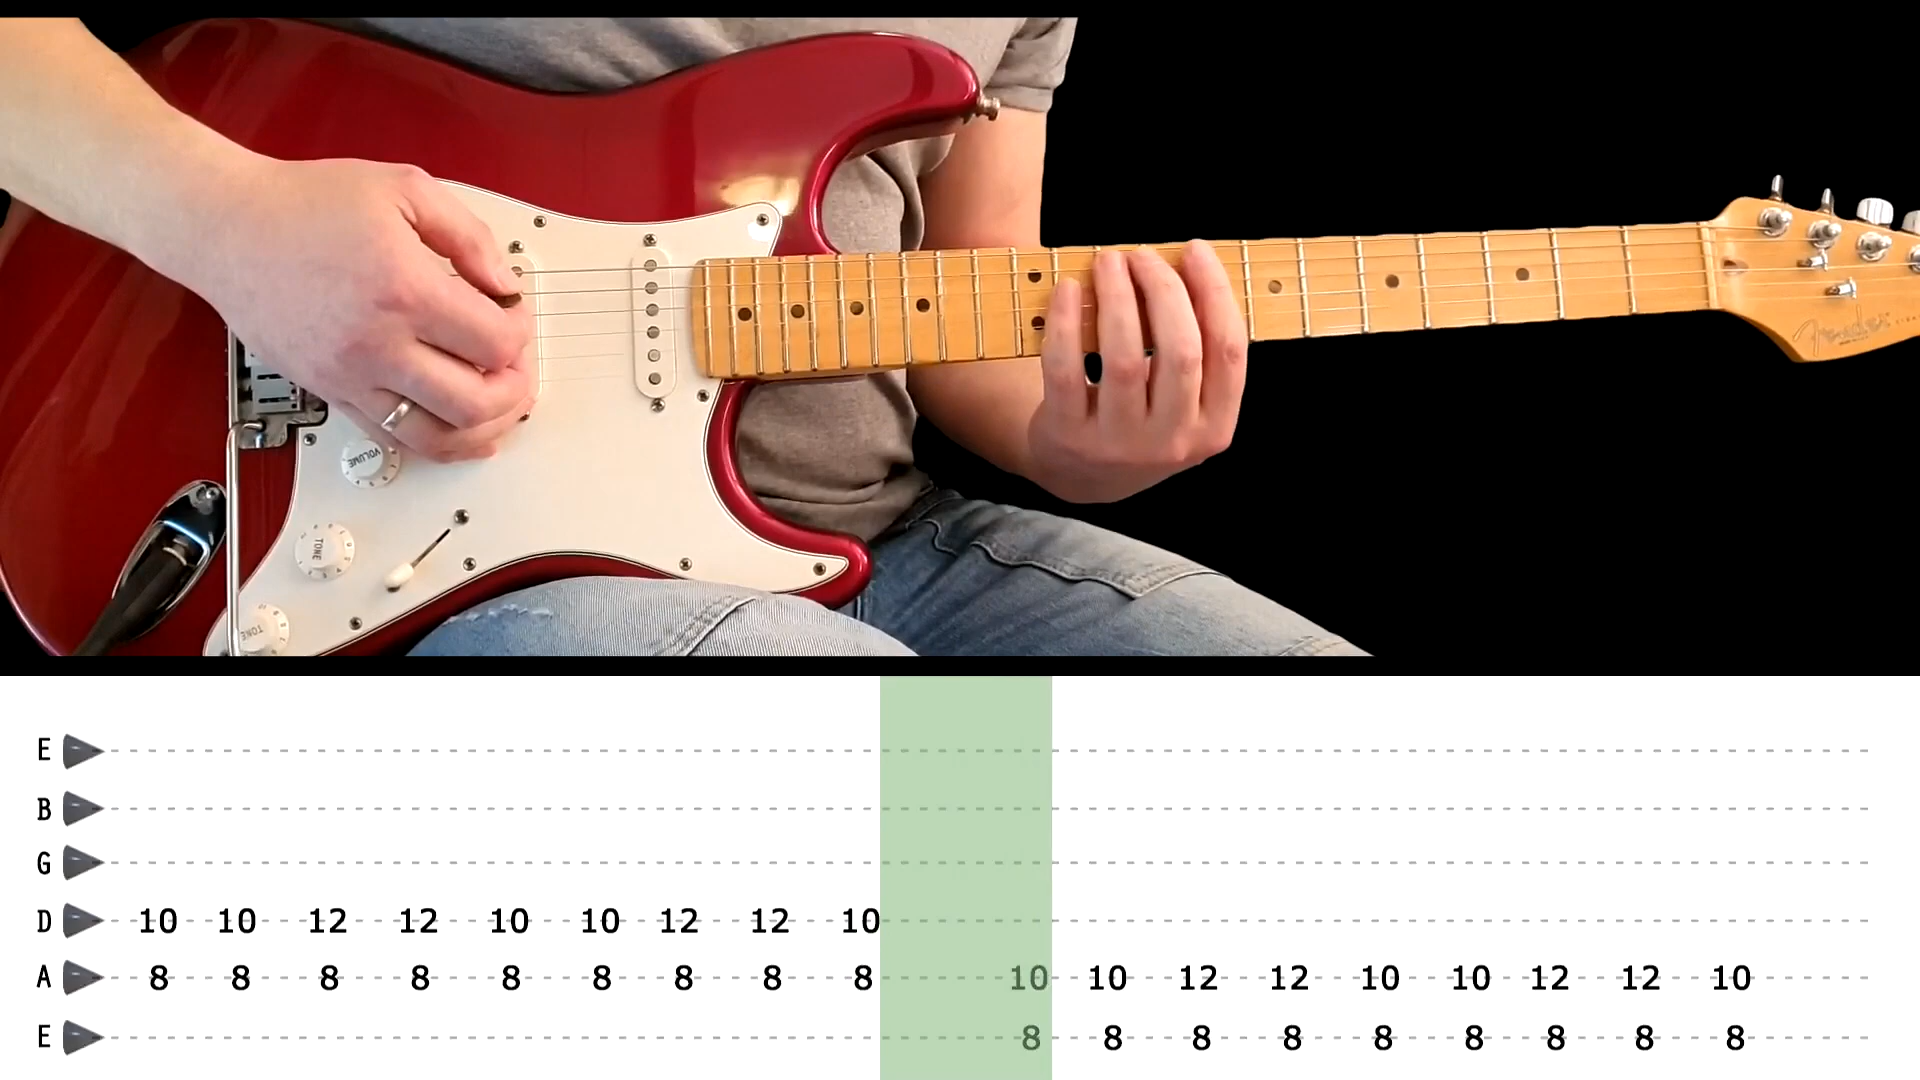 Fender
VOLUME
TONE
TONE
E
B
G
D 10 10 12 12 10 10 12 12 10
A 8 8 8 8 8 8 8 8 8 10 10 12 12 10 10 12 12 10
E 8 8 8 8 8 8 8 8 8